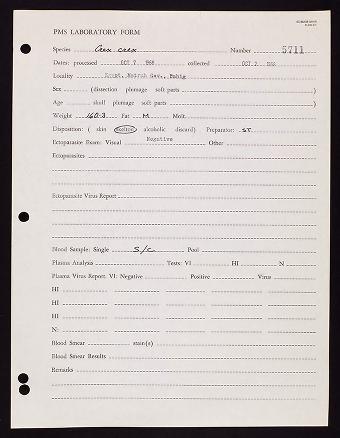 PMS LABORATORY FORM
Species Crex crex Number 5711
Dates: processed OCT 7 1968 collected OCT 7 1968
Locality Egypt, Matruh Gov., Bahig
Sex (dissection plumage soft parts )
Age skull plumage soft parts )
Weight 160.3 Fat M Molt
Disposition: ( skin skeleton alcoholic discard) Preparator: ST
Ectoparasite Exam: Visual Negative Other
Ectoparasites
Ectoparasite Virus Report
Blood Sample: Single S/C Pool
Plasma Analysis Tests: VI HI N
Plasma Virus Report. VI: Negative Positive Virus
HI
HI
HI
N:
Blood Smear stain(s)
Blood Smear Results
Remarks